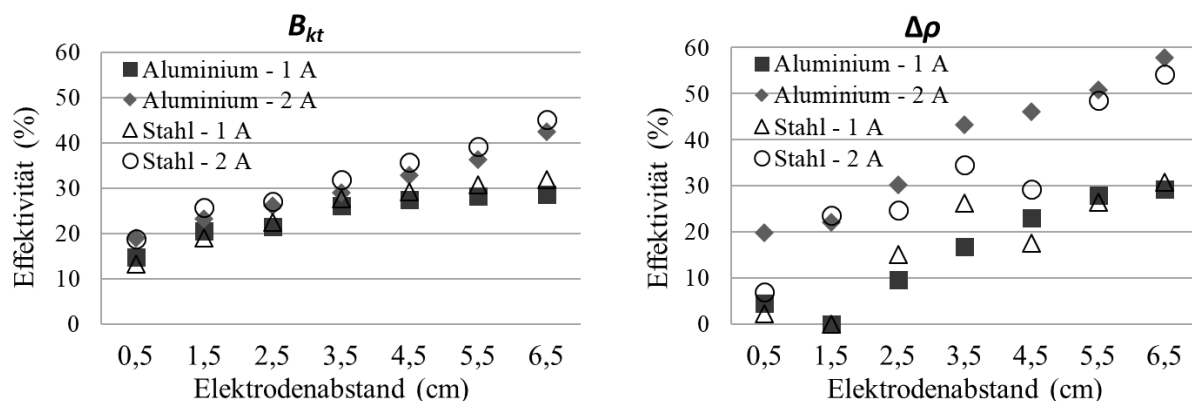 B_kt
60
50
40
30
20
10
0
Effektivität (%)
Aluminium - 1 A
Aluminium - 2 A
Stahl - 1 A
Stahl - 2 A
0,5 1,5 2,5 3,5 4,5 5,5 6,5
Elektrodenabstand (cm)
Δρ
60
50
40
30
20
10
0
Effektivität (%)
Aluminium - 1 A
Aluminium - 2 A
Stahl - 1 A
Stahl - 2 A
0,5 1,5 2,5 3,5 4,5 5,5 6,5
Elektrodenabstand (cm)